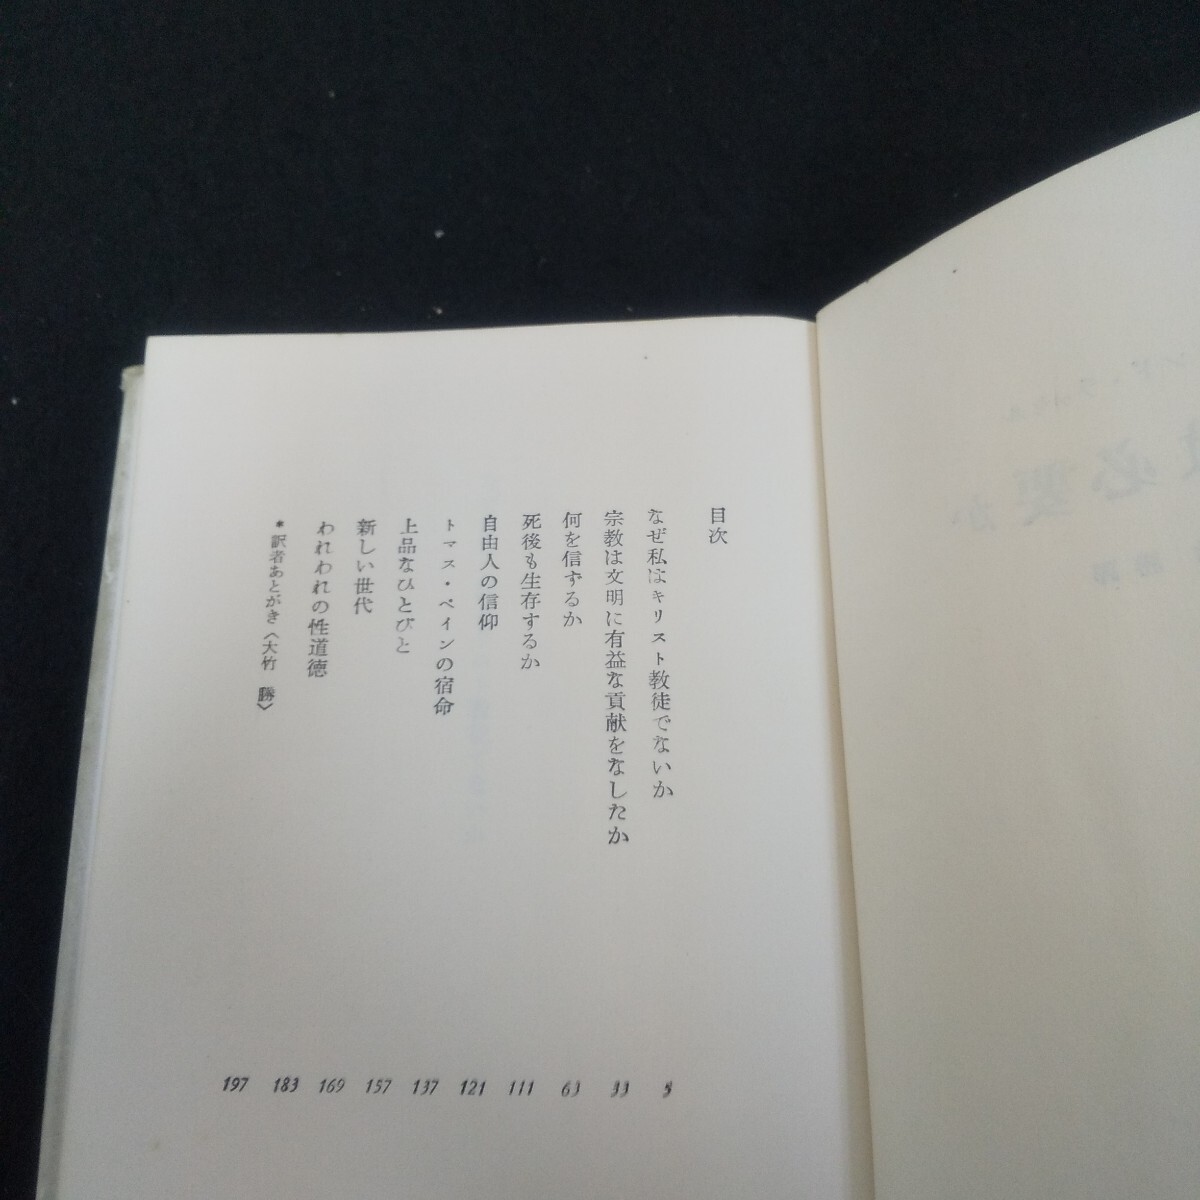 目次
なぜ私はキリスト教徒でないか 5
宗教は文明に有益な貢献をなしたか 33
何を信ずるか 63
死後も生存するか 111
自由人の信仰 121
トマス・ペインの宿命 137
上品なひとびと 157
新しい世代 169
われわれの性道徳 183
*訳者あとがき〈大竹 勝〉 197
必要か